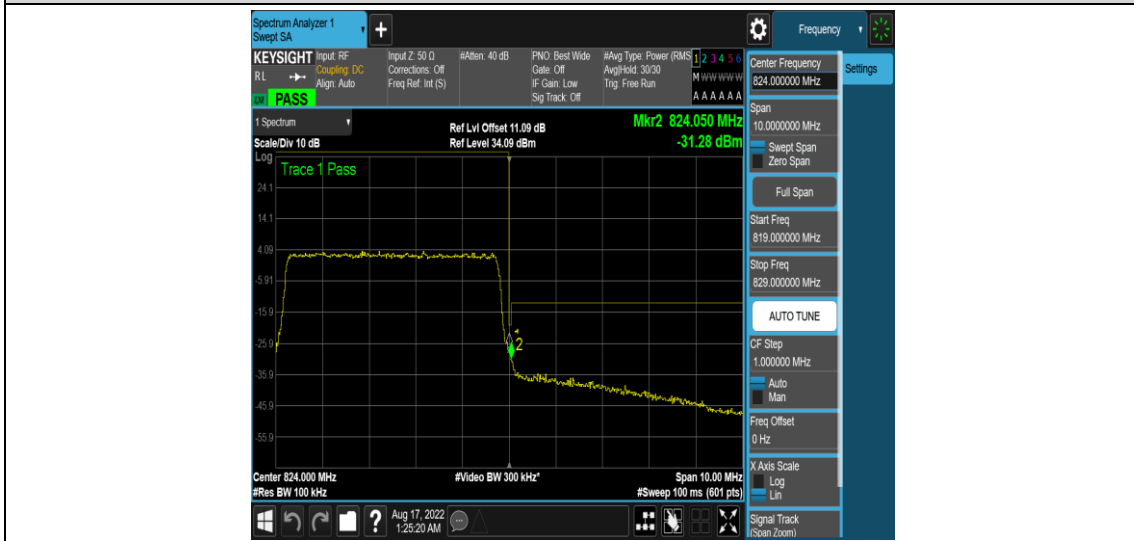 Spectrum Analyzer 1
Swept SA
+
Frequency
KEYSIGHT
R L
LXI
PASS
Input: RF
Coupling: DC
Align: Auto
Input Z: 50 Ω
Corrections: Off
Freq Ref: Int (S)
#Atten: 40 dB
PNO: Best Wide
Gate: Off
IF Gain: Low
Sig Track: Off
#Avg Type: Power (RMS
Avg|Hold: 30/30
Trig: Free Run
1 2 3 4 5 6
M W W W W W
A A A A A A
1 Spectrum
Scale/Div 10 dB
Ref Lvl Offset 11.09 dB
Ref Level 34.09 dBm
Mkr2 824.050 MHz
-31.28 dBm
Log
Trace 1 Pass
24.1
14.1
4.09
-5.91
-15.9
-25.9
-35.9
-45.9
-55.9
1
2
Center 824.000 MHz
#Res BW 100 kHz
#Video BW 300 kHz*
Span 10.00 MHz
#Sweep 100 ms (601 pts)
Center Frequency
824.000000 MHz
Settings
Span
10.0000000 MHz
Swept Span
Zero Span
Full Span
Start Freq
819.000000 MHz
Stop Freq
829.000000 MHz
AUTO TUNE
CF Step
1.000000 MHz
Auto
Man
Freq Offset
0 Hz
X Axis Scale
Log
Lin
Signal Track
(Span Zoom)
?
Aug 17, 2022
1:25:20 AM